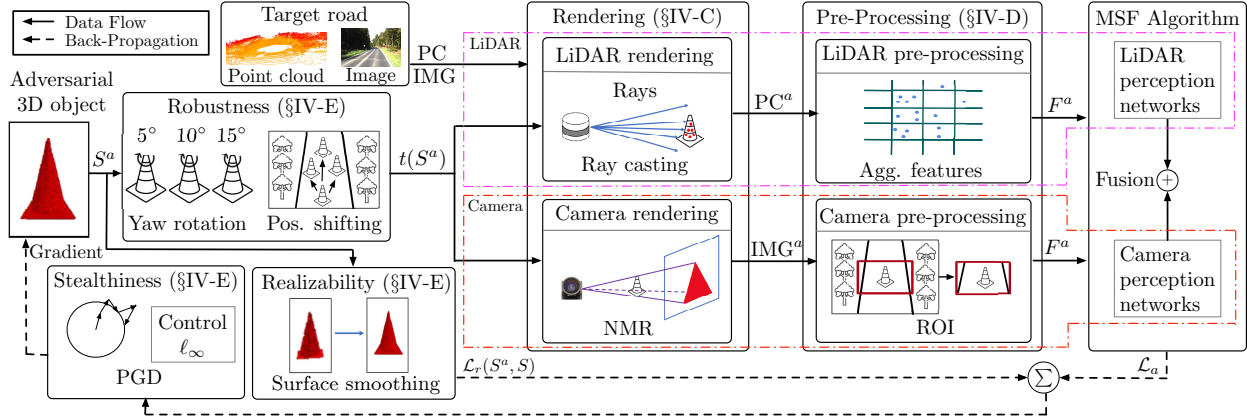 Data Flow
Back-Propagation
Target road
Point cloud
Image
PC
IMG
Adversarial
3D object
S^a
Gradient
Robustness (§IV-E)
5° 10° 15°
Yaw rotation
Pos. shifting
t(S^a)
Stealthiness (§IV-E)
Control
ℓ∞
PGD
Realizability (§IV-E)
Surface smoothing
ℒ_r(S^a, S)
Rendering (§IV-C)
LiDAR
LiDAR rendering
Rays
Ray casting
PC^a
Camera
Camera rendering
NMR
IMG^a
Pre-Processing (§IV-D)
LiDAR pre-processing
Agg. features
F^a
Camera pre-processing
ROI
F^a
MSF Algorithm
LiDAR
perception
networks
Fusion
+
Camera
perception
networks
ℒ_a
∑